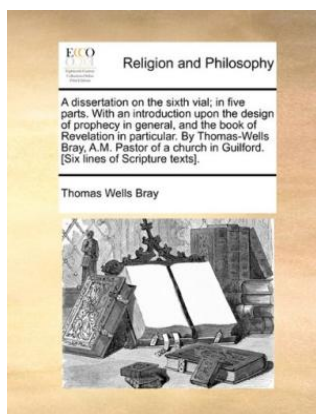 ECCO
Religion and Philosophy
A dissertation on the sixth vial; in five
parts. With an introduction upon the design
of prophecy in general, and the book of
Revelation in particular. By Thomas-Wells
Bray, A.M. Pastor of a church in Guilford.
[Six lines of Scripture texts].
Thomas Wells Bray